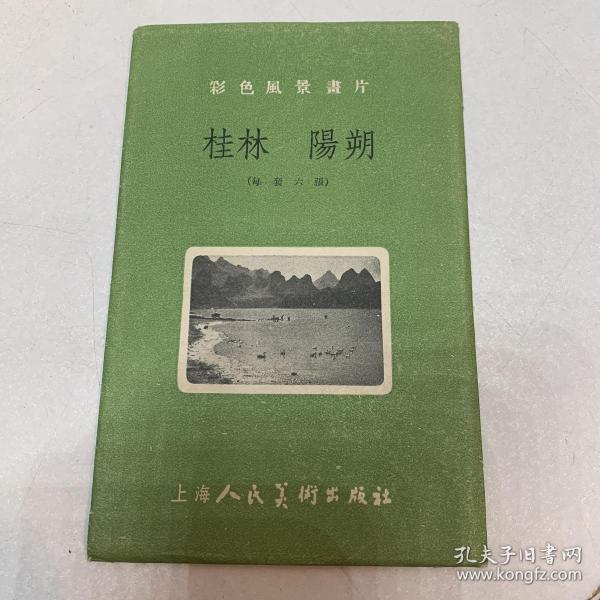 彩色風景畫片
桂林 陽朔
(每套六張)
上海人民美術出版社
孔夫子旧書网
www.kongfz.com